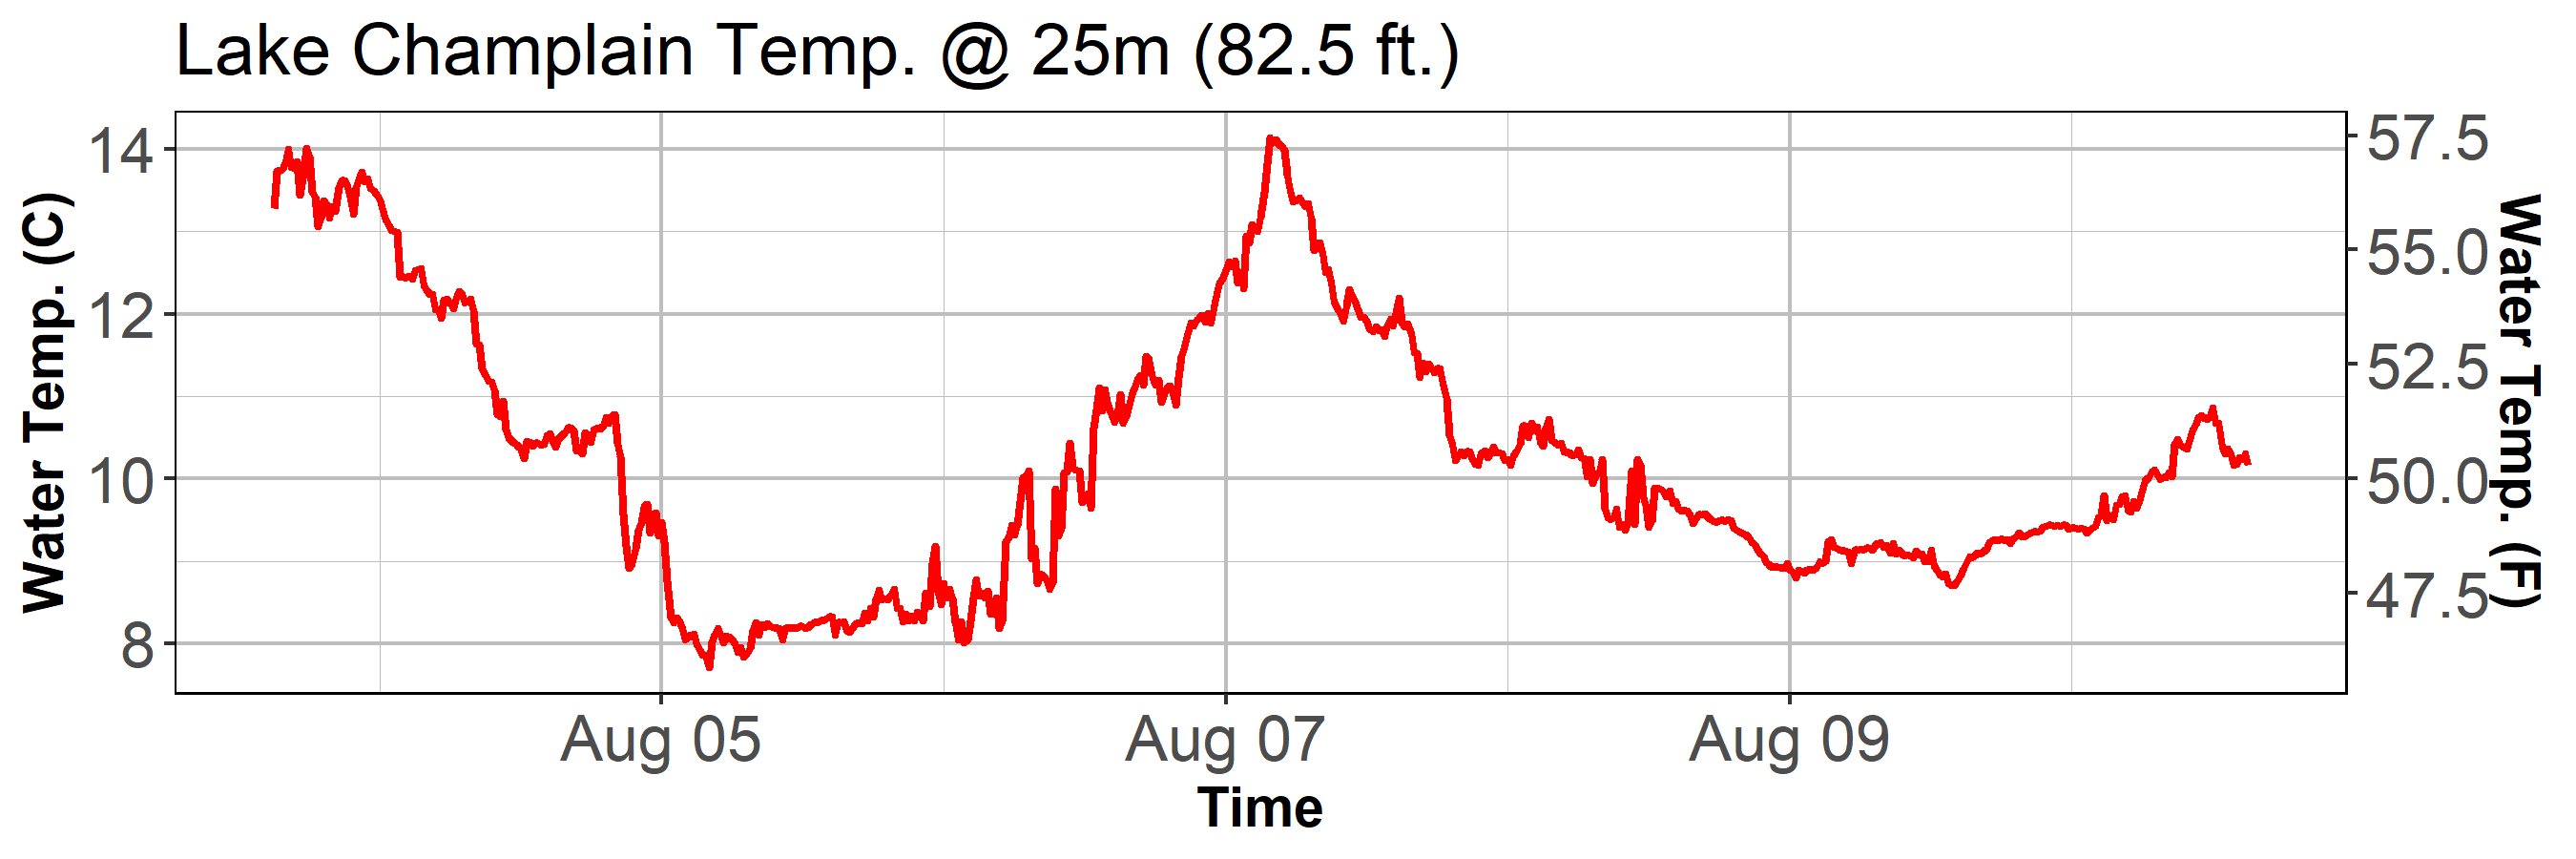 Lake Champlain Temp. @ 25m (82.5 ft.)
Water Temp. (C)
14
12
10
8
57.5
55.0
52.5
50.0
47.5
Water Temp. (F)
Aug 05 Aug 07 Aug 09
Time